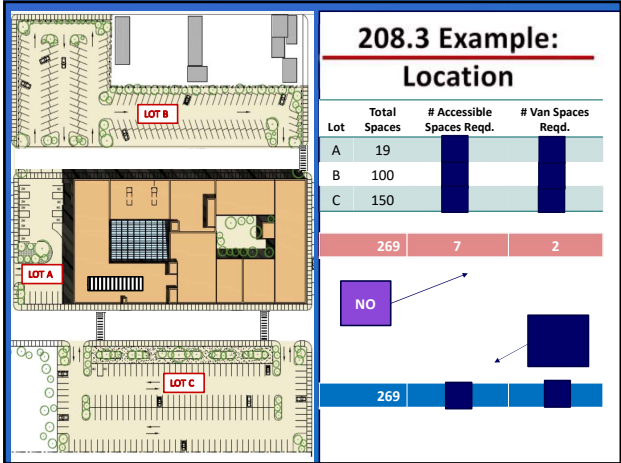 LOT B
LOT A
LOT C
208.3 Example:
Location
Lot Total Spaces # Accessible Spaces Reqd. # Van Spaces Reqd.
A 19
B 100
C 150
269 7 2
NO
269